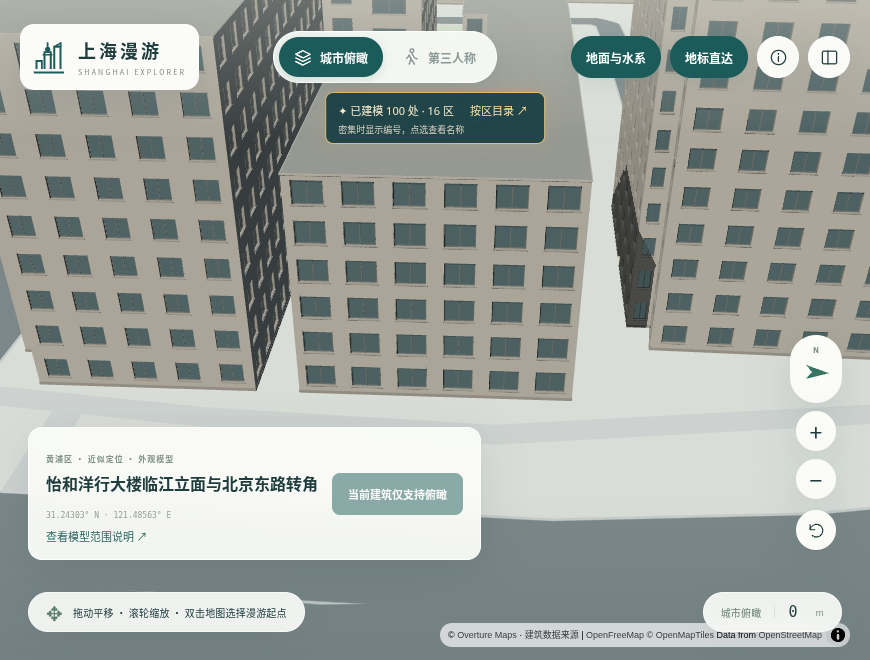 上海漫游
SHANGHAI EXPLORER
城市俯瞰
第三人称
地面与水系
地标直达
✦ 已建模 100 处 · 16 区 按区目录 ↗
密集时显示编号，点选查看名称
N
+
−
黄浦区 · 近似定位 · 外观模型
怡和洋行大楼临江立面与北京东路转角
当前建筑仅支持俯瞰
31.24303° N · 121.48563° E
查看模型范围说明 ↗
拖动平移 · 滚轮缩放 · 双击地图选择漫游起点
城市俯瞰 0 m
© Overture Maps · 建筑数据来源 | OpenFreeMap © OpenMapTiles Data from OpenStreetMap